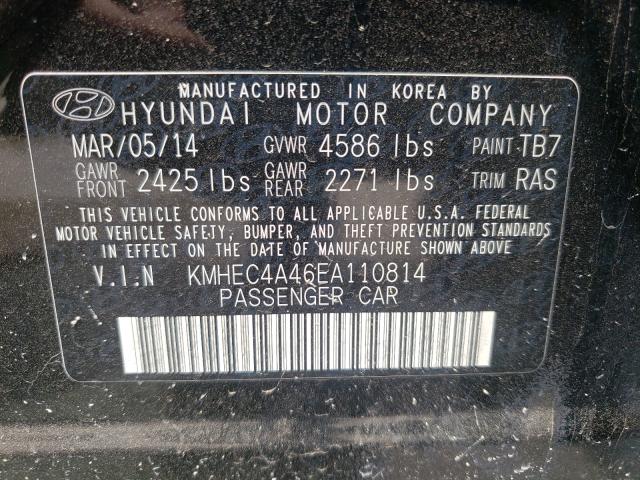 MANUFACTURED IN KOREA BY
HYUNDAI MOTOR COMPANY
MAR/05/14 GVWR 4586 lbs PAINT TB7
GAWR FRONT 2425 lbs GAWR REAR 2271 lbs TRIM RAS
THIS VEHICLE CONFORMS TO ALL APPLICABLE U.S.A. FEDERAL
MOTOR VEHICLE SAFETY, BUMPER, AND THEFT PREVENTION STANDARDS
IN EFFECT ON THE DATE OF MANUFACTURE SHOWN ABOVE
V.I.N KMHEC4A46EA110814
PASSENGER CAR